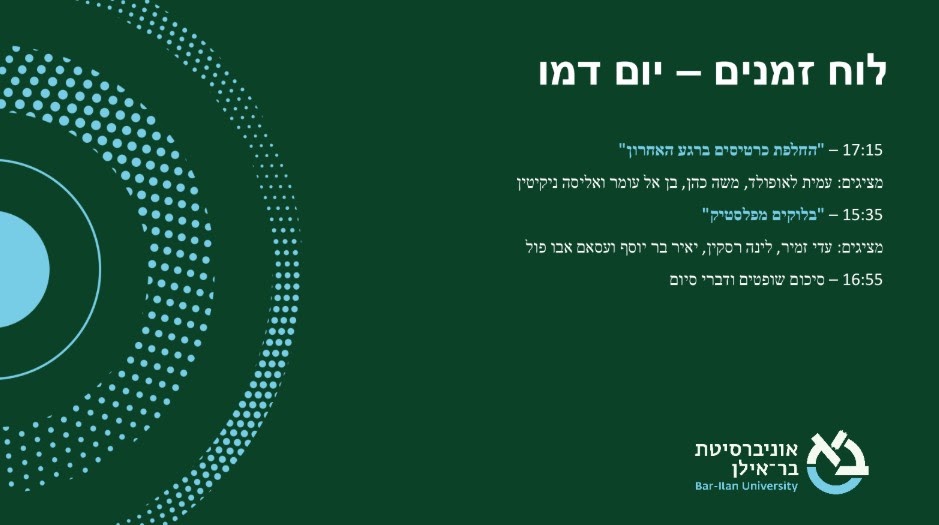 לוח זמנים – יום דמו
17:15 – "החלפת כרטיסים ברגע האחרון"
מציגים: עמית לאופולד, משה כהן, בן אל עומר ואליסה ניקיטין
15:35 – "בלוקים מפלסטיק"
מציגים: עדי זמיר, לינה רסקין, יאיר בר יוסף ועסאם אבו פול
16:55 – סיכום שופטים ודברי סיום
אוניברסיטת
בר־אילן
Bar-Ilan University